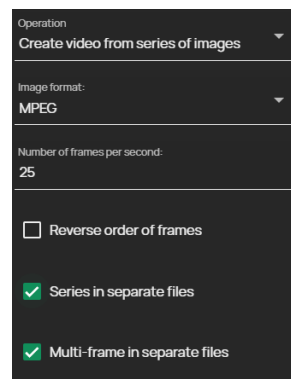 Operation
Create video from series of images
Image format:
MPEG
Number of frames per second:
25
Reverse order of frames
Series in separate files
Multi-frame in separate files